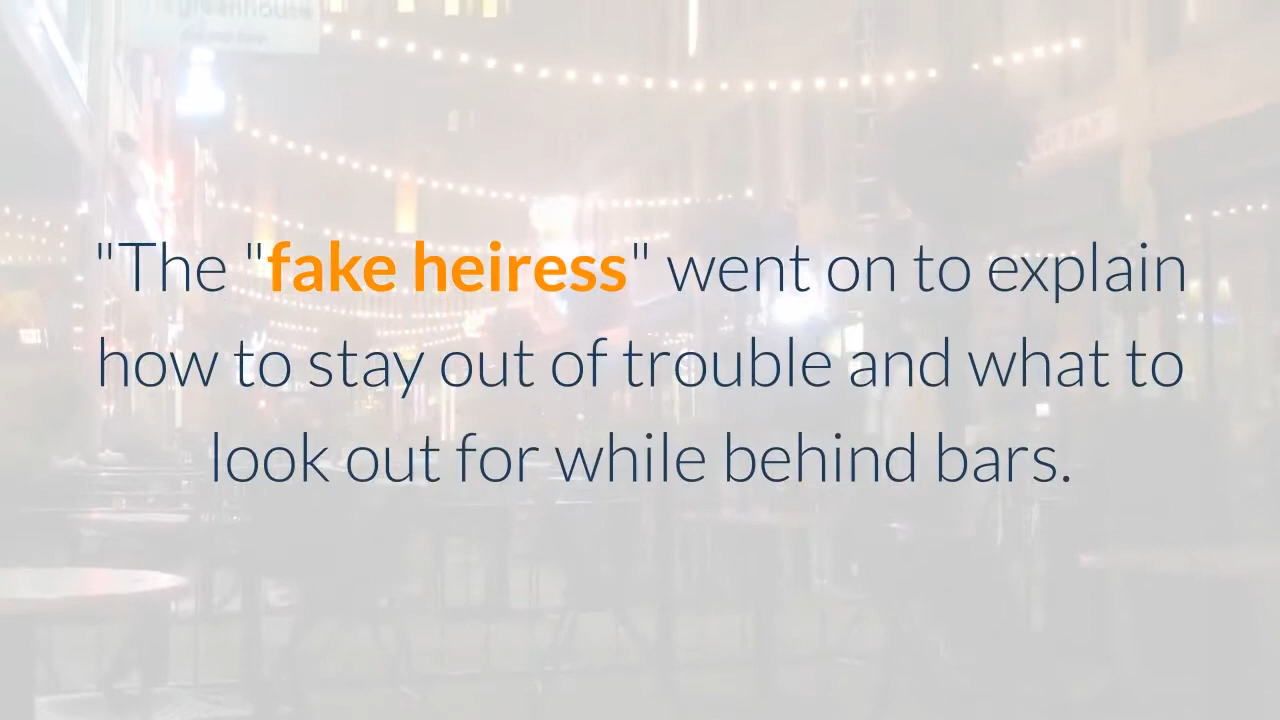 "The "fake heiress" went on to explain
how to stay out of trouble and what to
look out for while behind bars.